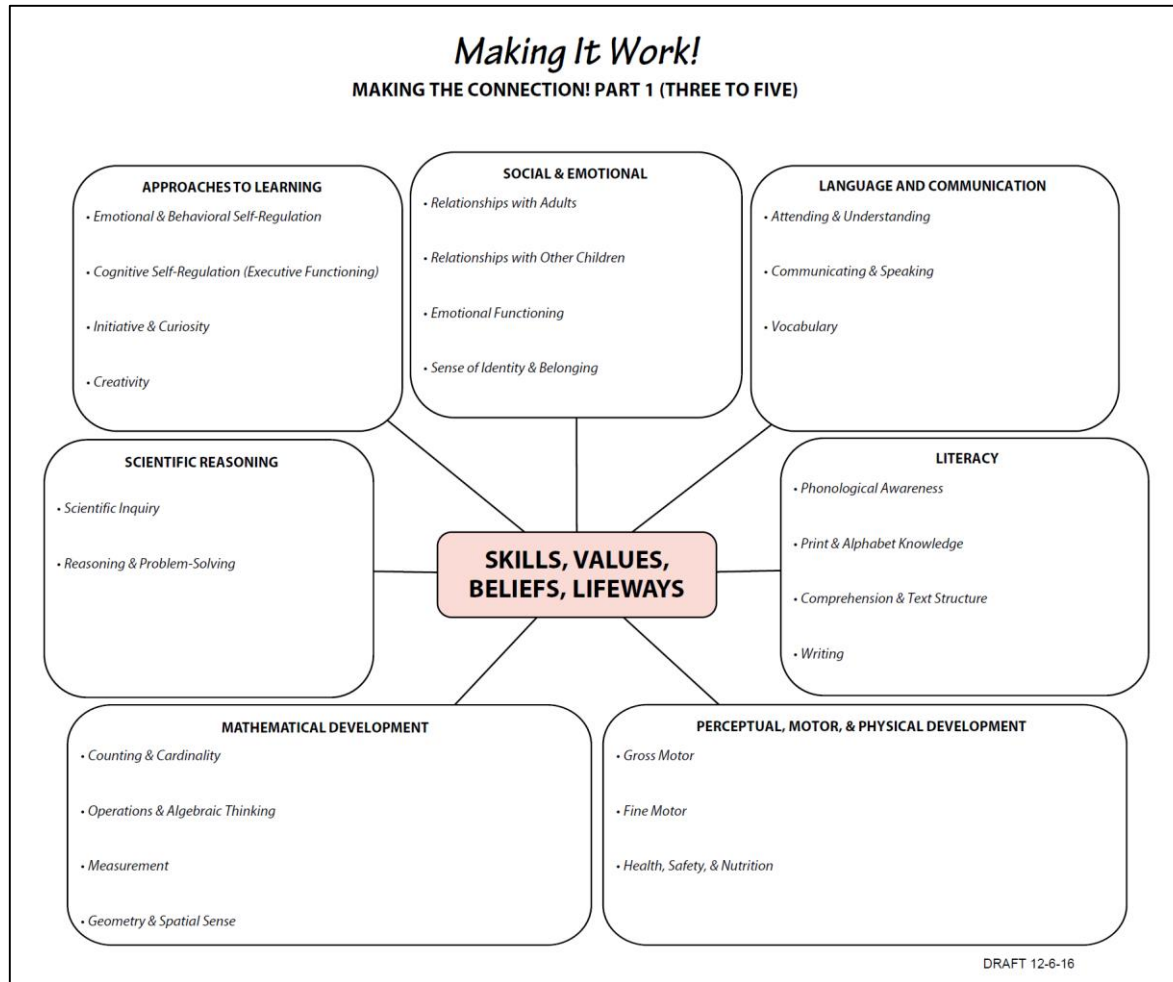 Making It Work!
MAKING THE CONNECTION! PART 1 (THREE TO FIVE)
APPROACHES TO LEARNING
• Emotional & Behavioral Self-Regulation
• Cognitive Self-Regulation (Executive Functioning)
• Initiative & Curiosity
• Creativity
SOCIAL & EMOTIONAL
• Relationships with Adults
• Relationships with Other Children
• Emotional Functioning
• Sense of Identity & Belonging
LANGUAGE AND COMMUNICATION
• Attending & Understanding
• Communicating & Speaking
• Vocabulary
SCIENTIFIC REASONING
• Scientific Inquiry
• Reasoning & Problem-Solving
SKILLS, VALUES,
BELIEFS, LIFEWAYS
LITERACY
• Phonological Awareness
• Print & Alphabet Knowledge
• Comprehension & Text Structure
• Writing
MATHEMATICAL DEVELOPMENT
• Counting & Cardinality
• Operations & Algebraic Thinking
• Measurement
• Geometry & Spatial Sense
PERCEPTUAL, MOTOR, & PHYSICAL DEVELOPMENT
• Gross Motor
• Fine Motor
• Health, Safety, & Nutrition
DRAFT 12-6-16